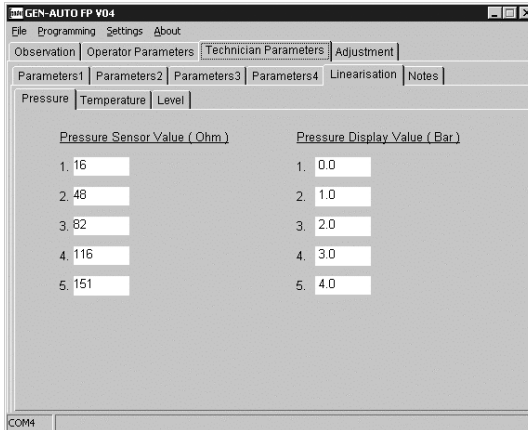 GEN-AUTO FP V04
File Programming Settings About
Observation Operator Parameters Technician Parameters Adjustment
Parameters1 Parameters2 Parameters3 Parameters4 Linearisation Notes
Pressure Temperature Level
Pressure Sensor Value ( Ohm ) Pressure Display Value ( Bar )
1. 16 1. 0.0
2. 48 2. 1.0
3. 82 3. 2.0
4. 116 4. 3.0
5. 151 5. 4.0
COM4